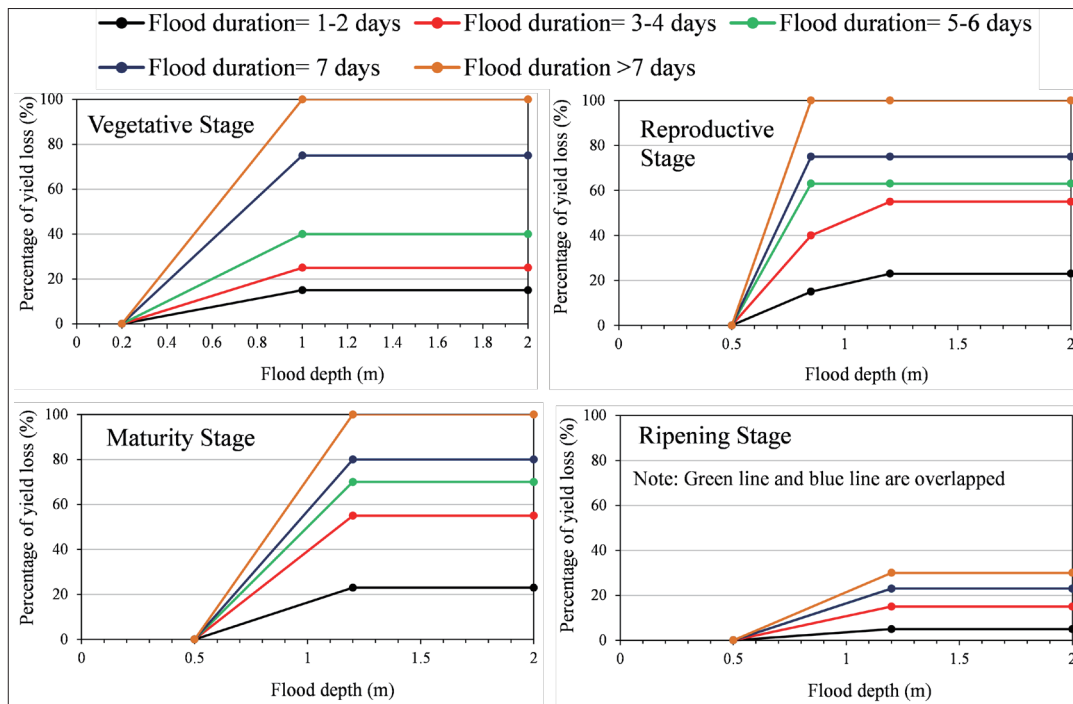 Flood duration= 1-2 days
Flood duration= 3-4 days
Flood duration= 5-6 days
Flood duration= 7 days
Flood duration >7 days
Vegetative Stage
Percentage of yield loss (%)
100
80
60
40
20
0
0 0.2 0.4 0.6 0.8 1.0 1.2 1.4 1.6 1.8 2
Flood depth (m)
Reproductive
Stage
Percentage of yield loss (%)
100
80
60
40
20
0
0 0.5 1 1.5 2
Flood depth (m)
Maturity Stage
Percentage of yield loss (%)
100
80
60
40
20
0
0 0.5 1 1.5 2
Flood depth (m)
Ripening Stage
Note: Green line and blue line are overlapped
Percentage of yield loss (%)
100
80
60
40
20
0
0 0.5 1 1.5 2
Flood depth (m)